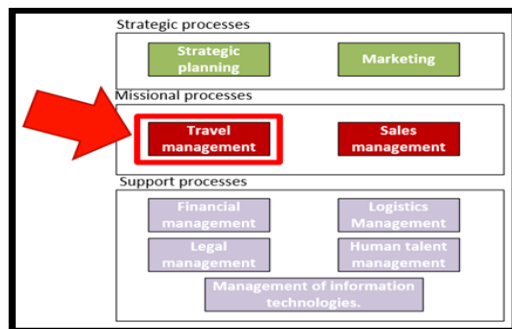 Strategic processes
Strategic
planning
Marketing
Missional processes
Travel
management
Sales
management
Support processes
Financial
management
Logistics
Management
Legal
management
Human talent
management
Management of information
technologies.